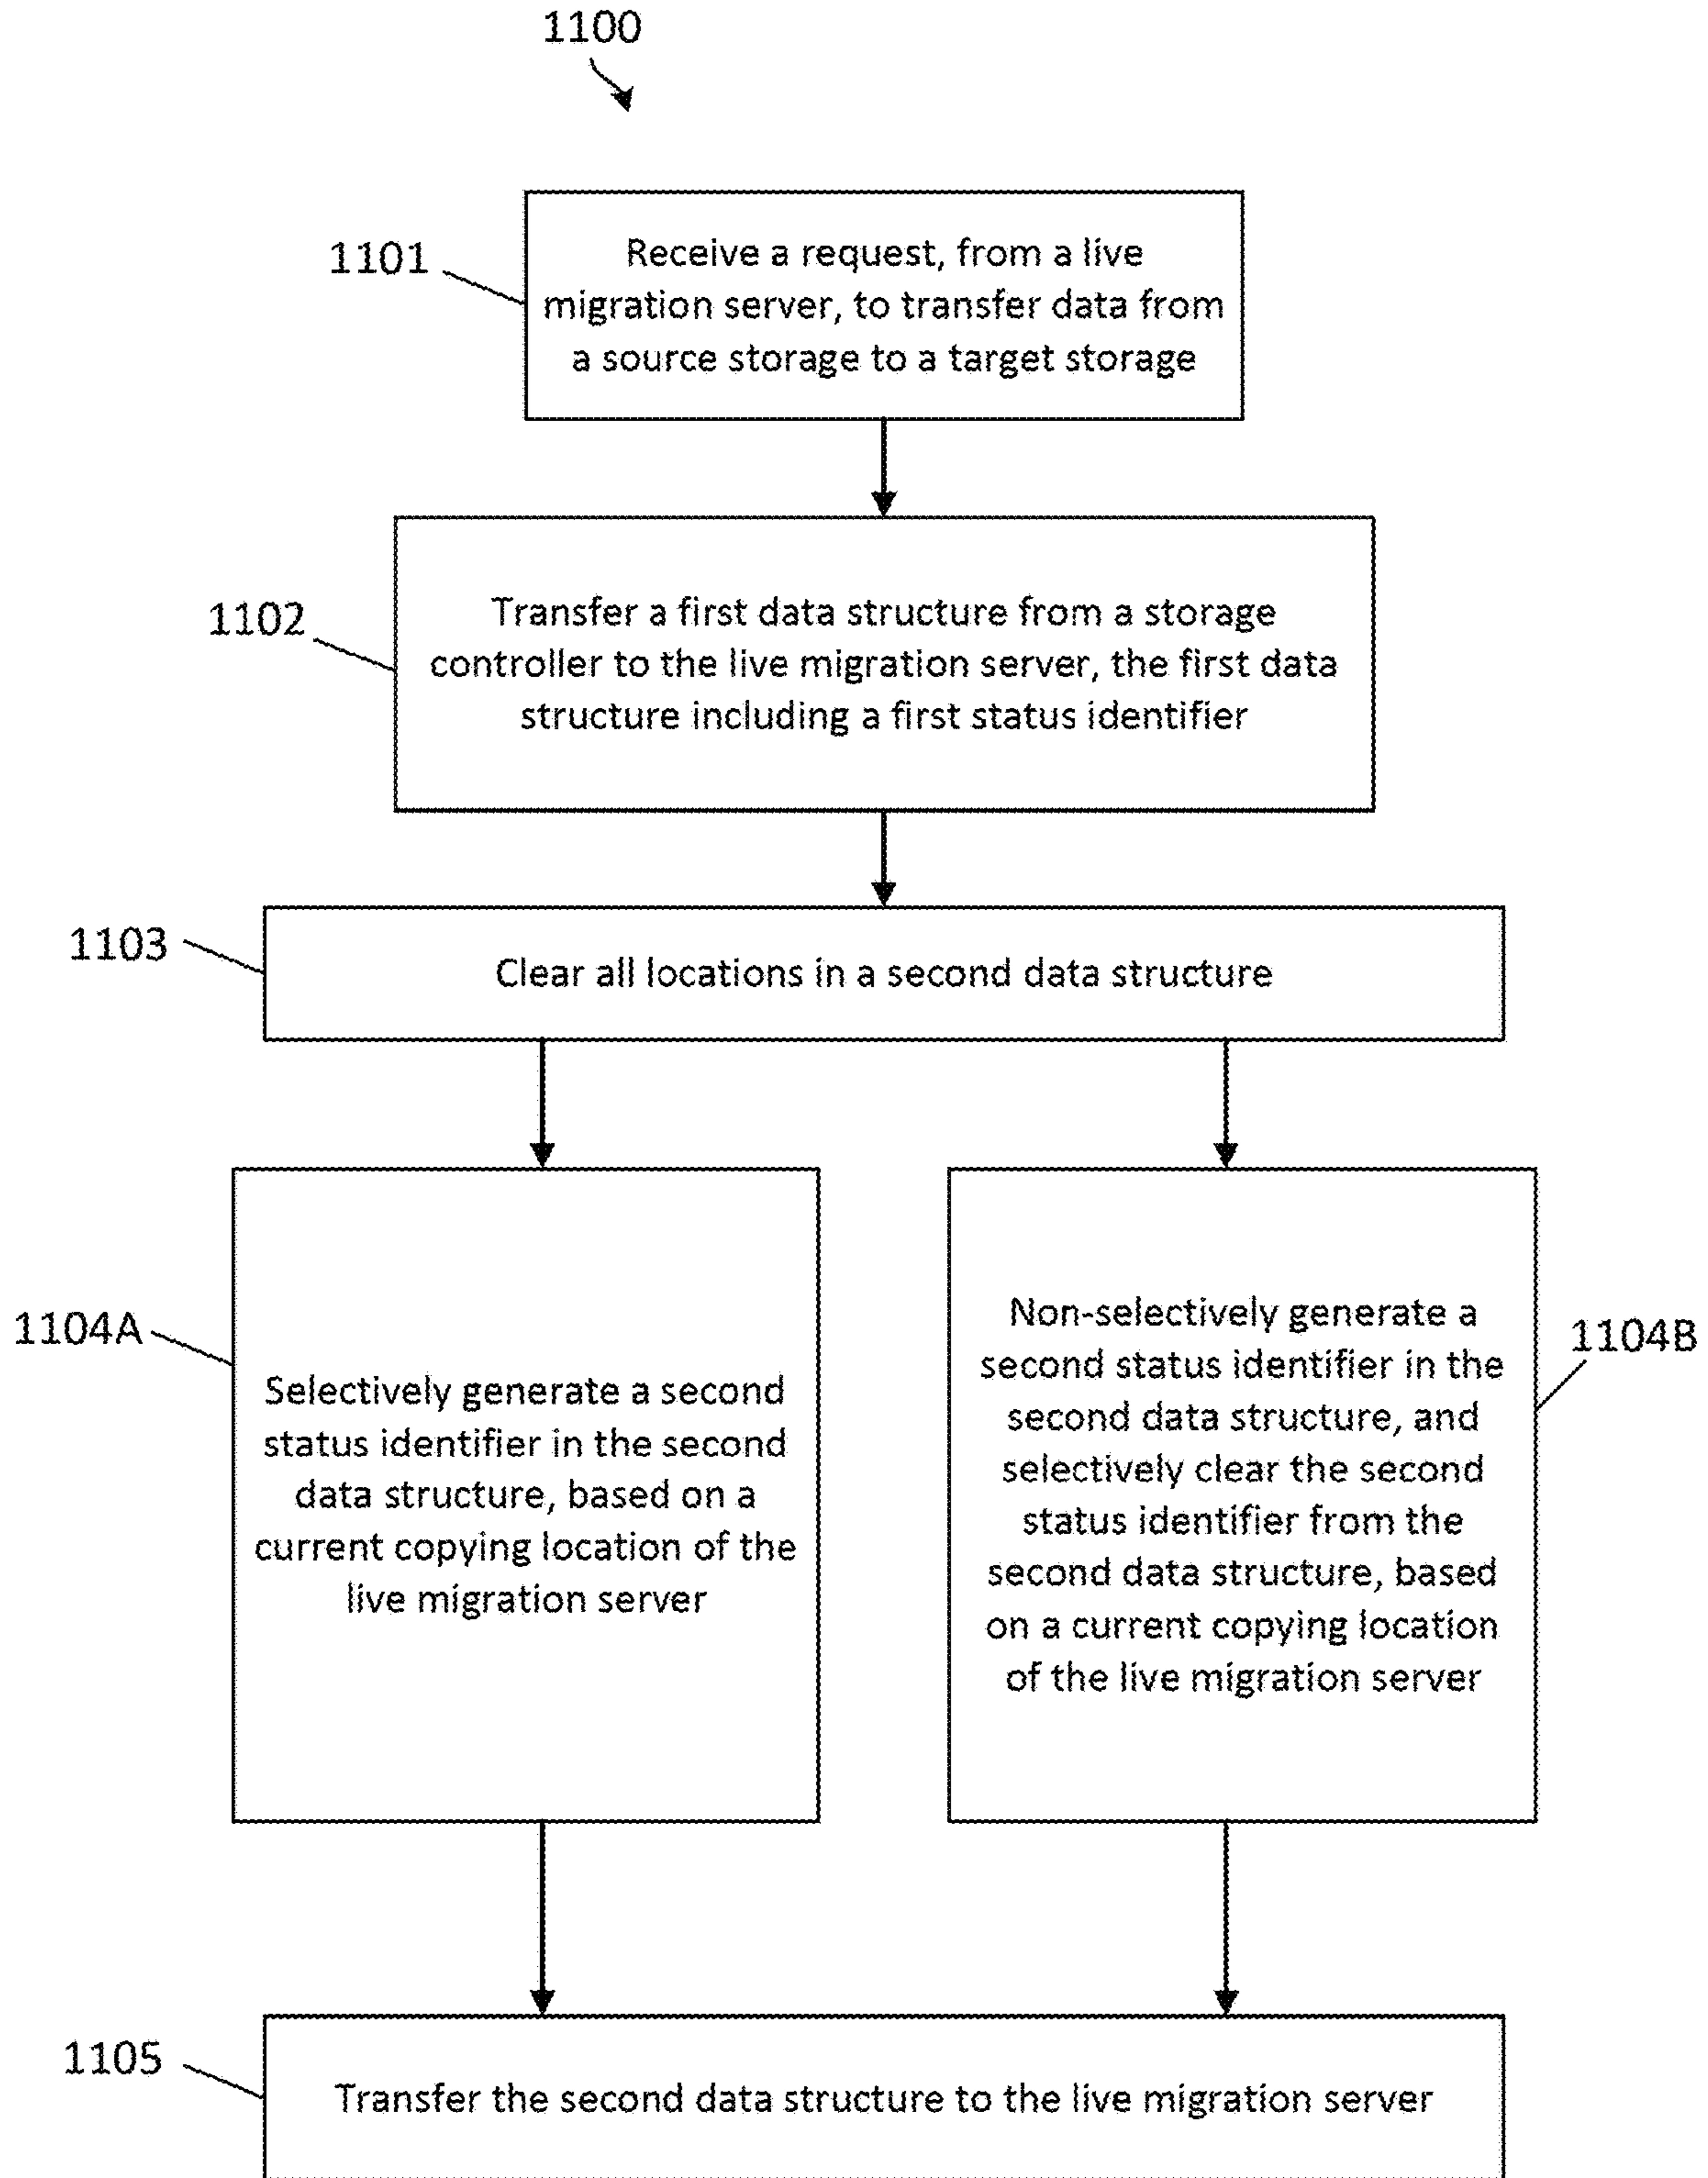 1100
1101
Receive a request, from a live
migration server, to transfer data from
a source storage to a target storage
1102
Transfer a first data structure from a storage
controller to the live migration server, the first data
structure including a first status identifier
1103
Clear all locations in a second data structure
1104A
Selectively generate a second
status identifier in the second
data structure, based on a
current copying location of the
live migration server
Non-selectively generate a
second status identifier in the
second data structure, and
selectively clear the second
status identifier from the
second data structure, based
on a current copying location
of the live migration server
1104B
1105
Transfer the second data structure to the live migration server